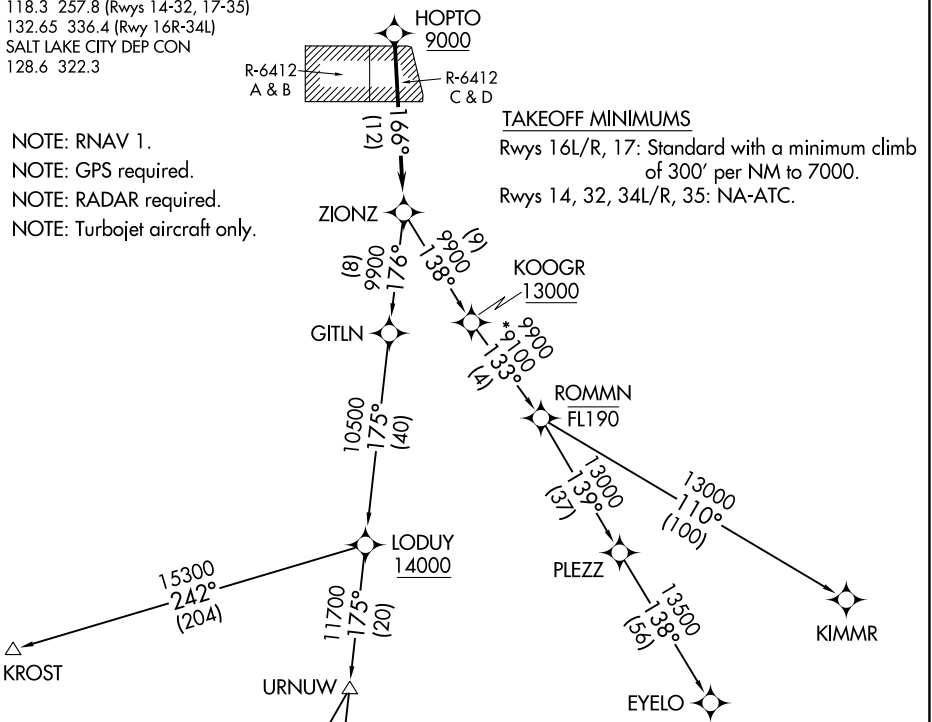 118.3 257.8 (Rwys 14-32, 17-35)
132.65 336.4 (Rwy 16R-34L)
SALT LAKE CITY DEP CON
128.6 322.3
HOPTO
9000
R-6412
A & B
R-6412
C & D
166°
(12)
NOTE: RNAV 1.
NOTE: GPS required.
NOTE: RADAR required.
NOTE: Turbojet aircraft only.
TAKEOFF MINIMUMS
Rwys 16L/R, 17: Standard with a minimum climb
of 300' per NM to 7000.
Rwys 14, 32, 34L/R, 35: NA-ATC.
ZIONZ
9900
176°
(8)
(9)
9900
138°
KOOGR
13000
GITLN
9900
*9100
133°
(4)
ROMMN
FL190
10500
175°
(40)
13000
139°
(37)
13000
110°
(100)
LODUY
14000
PLEZZ
15300
242°
(204)
11700
175°
(20)
13500
138°
(56)
KIMMR
KROST
URNUW
EYELO